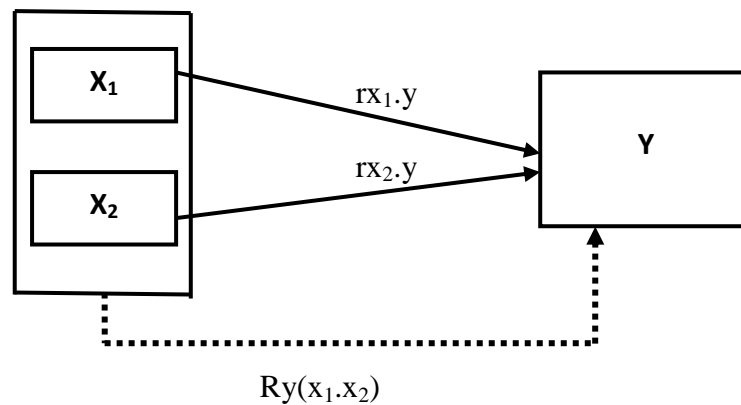 X₁
rx₁.y
Y
rx₂.y
X₂
Ry(x₁.x₂)